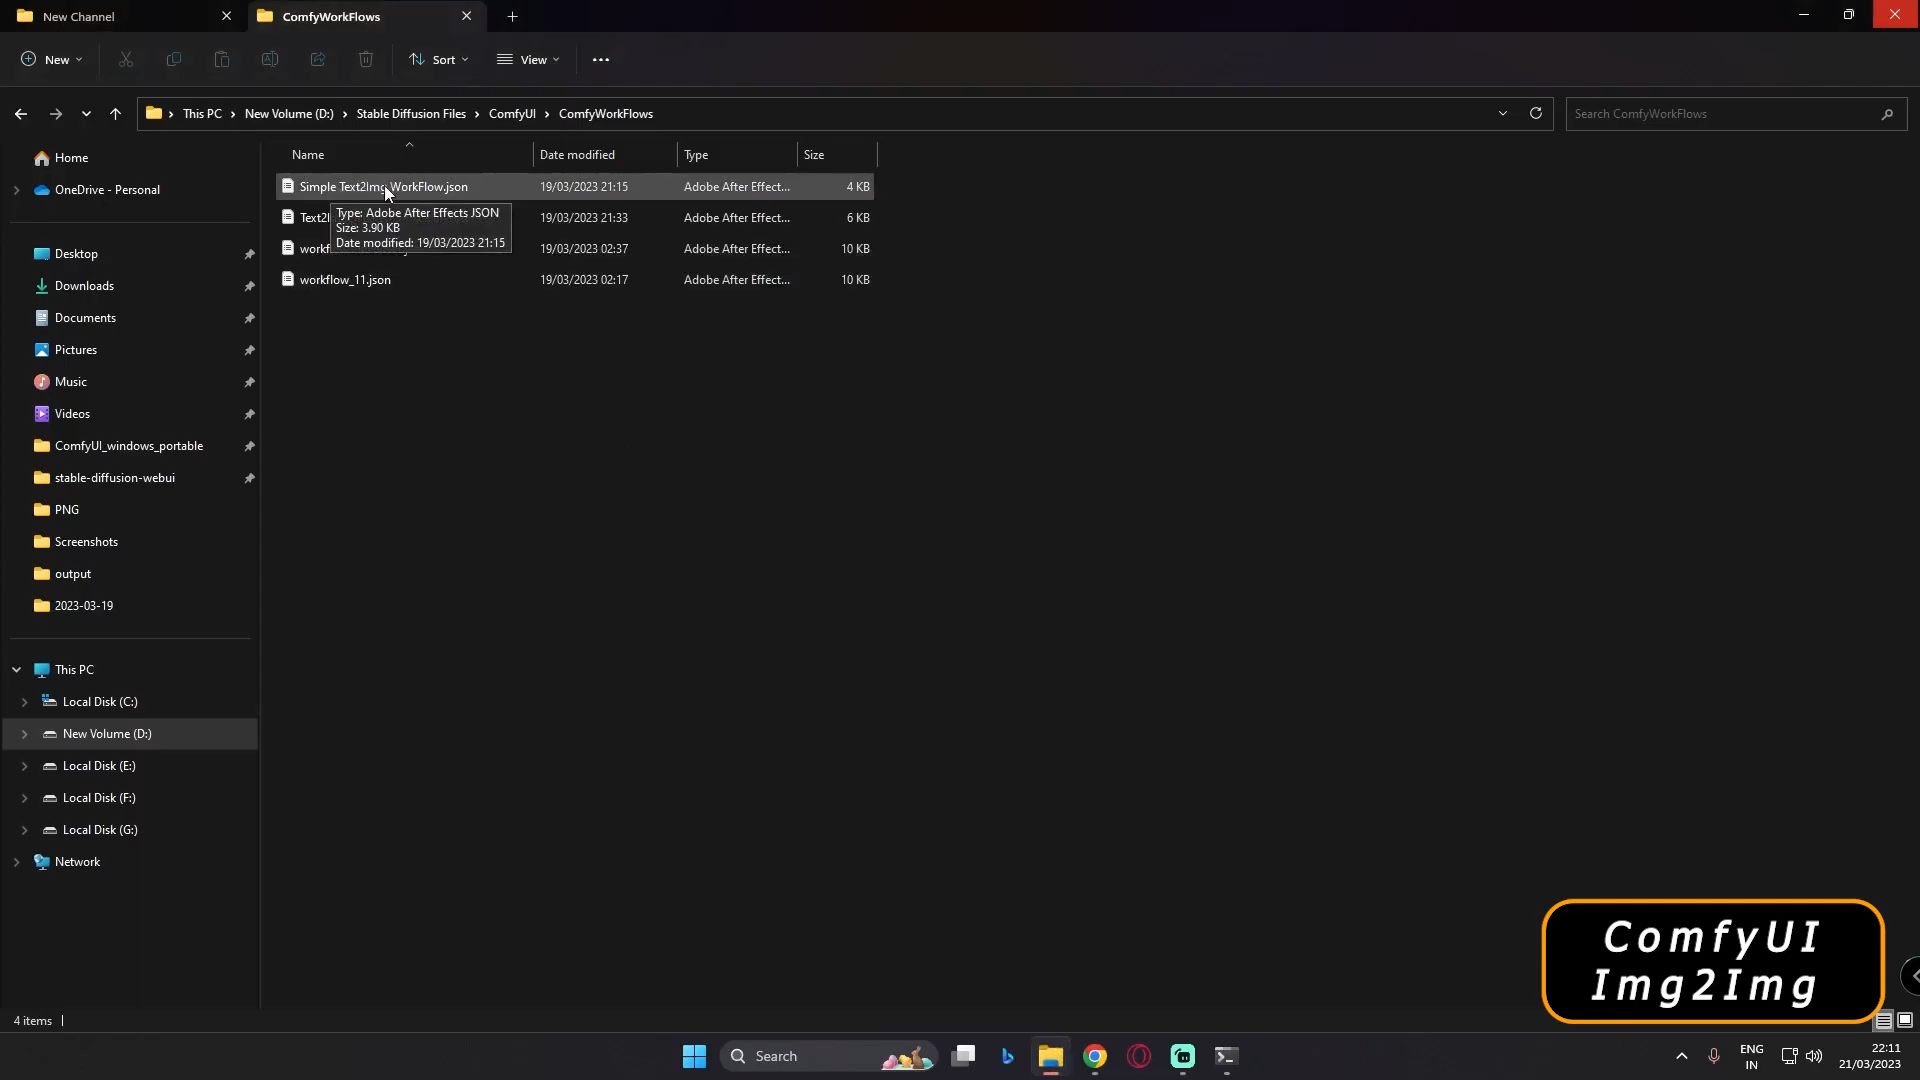 New Channel
ComfyWorkFlows
New
Sort
View
This PC
New Volume (D:)
Stable Diffusion Files
ComfyUI
ComfyWorkFlows
Search ComfyWorkFlows
Name
Date modified
Type
Size
Simple Text2Img WorkFlow.json
19/03/2023 21:15
Adobe After Effect...
4 KB
Text2I
19/03/2023 21:33
Adobe After Effect...
6 KB
19/03/2023 02:37
Adobe After Effect...
10 KB
workflow_11.json
19/03/2023 02:17
Adobe After Effect...
10 KB
Type: Adobe After Effects JSON
Size: 3.90 KB
Date modified: 19/03/2023 21:15
Home
OneDrive - Personal
Desktop
Downloads
Documents
Pictures
Music
Videos
ComfyUI_windows_portable
stable-diffusion-webui
PNG
Screenshots
output
2023-03-19
This PC
Local Disk (C:)
New Volume (D:)
Local Disk (E:)
Local Disk (F:)
Local Disk (G:)
Network
ComfyUI
Img2Img
4 items
Search
ENG
IN
22:11
21/03/2023